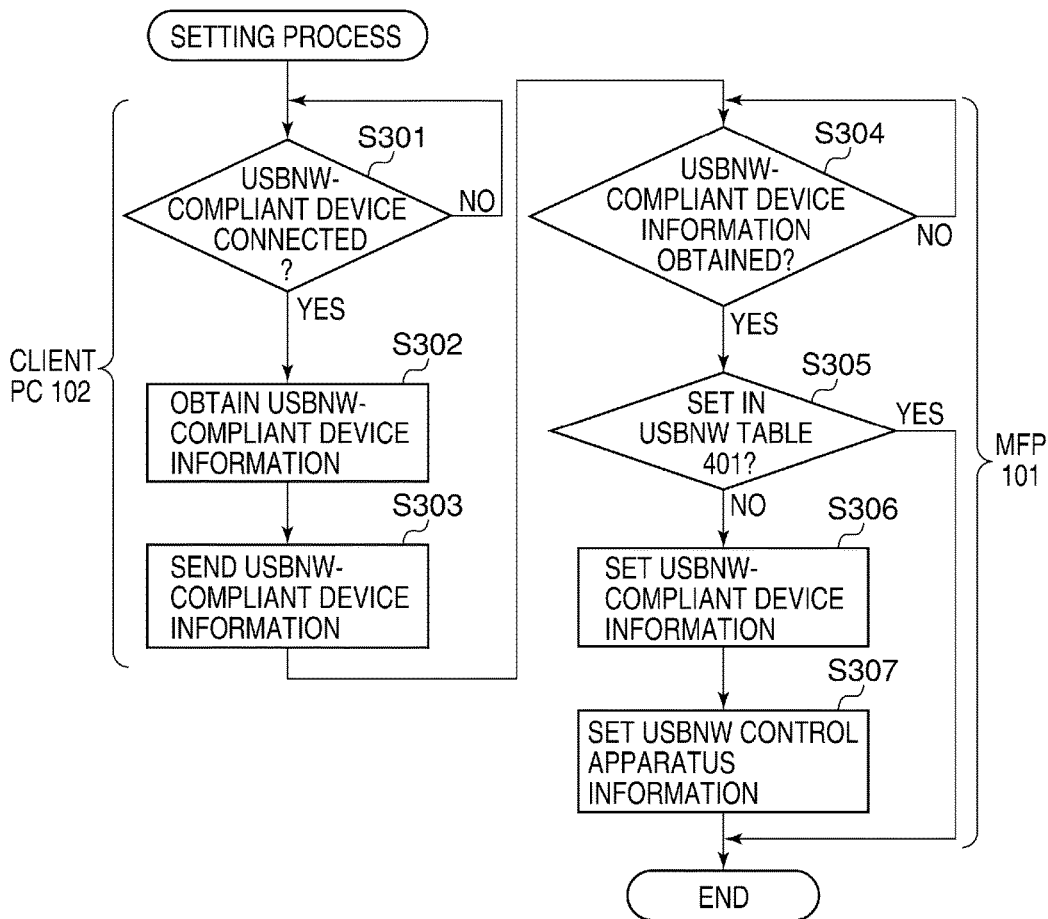 SETTING PROCESS
S301
USBNW-
COMPLIANT DEVICE
CONNECTED
?
NO
YES
CLIENT
PC 102
S302
OBTAIN USBNW-
COMPLIANT DEVICE
INFORMATION
S303
SEND USBNW-
COMPLIANT DEVICE
INFORMATION
S304
USBNW-
COMPLIANT DEVICE
INFORMATION
OBTAINED?
NO
YES
S305
SET IN
USBNW TABLE
401?
YES
NO
MFP
101
S306
SET USBNW-
COMPLIANT DEVICE
INFORMATION
S307
SET USBNW CONTROL
APPARATUS
INFORMATION
END